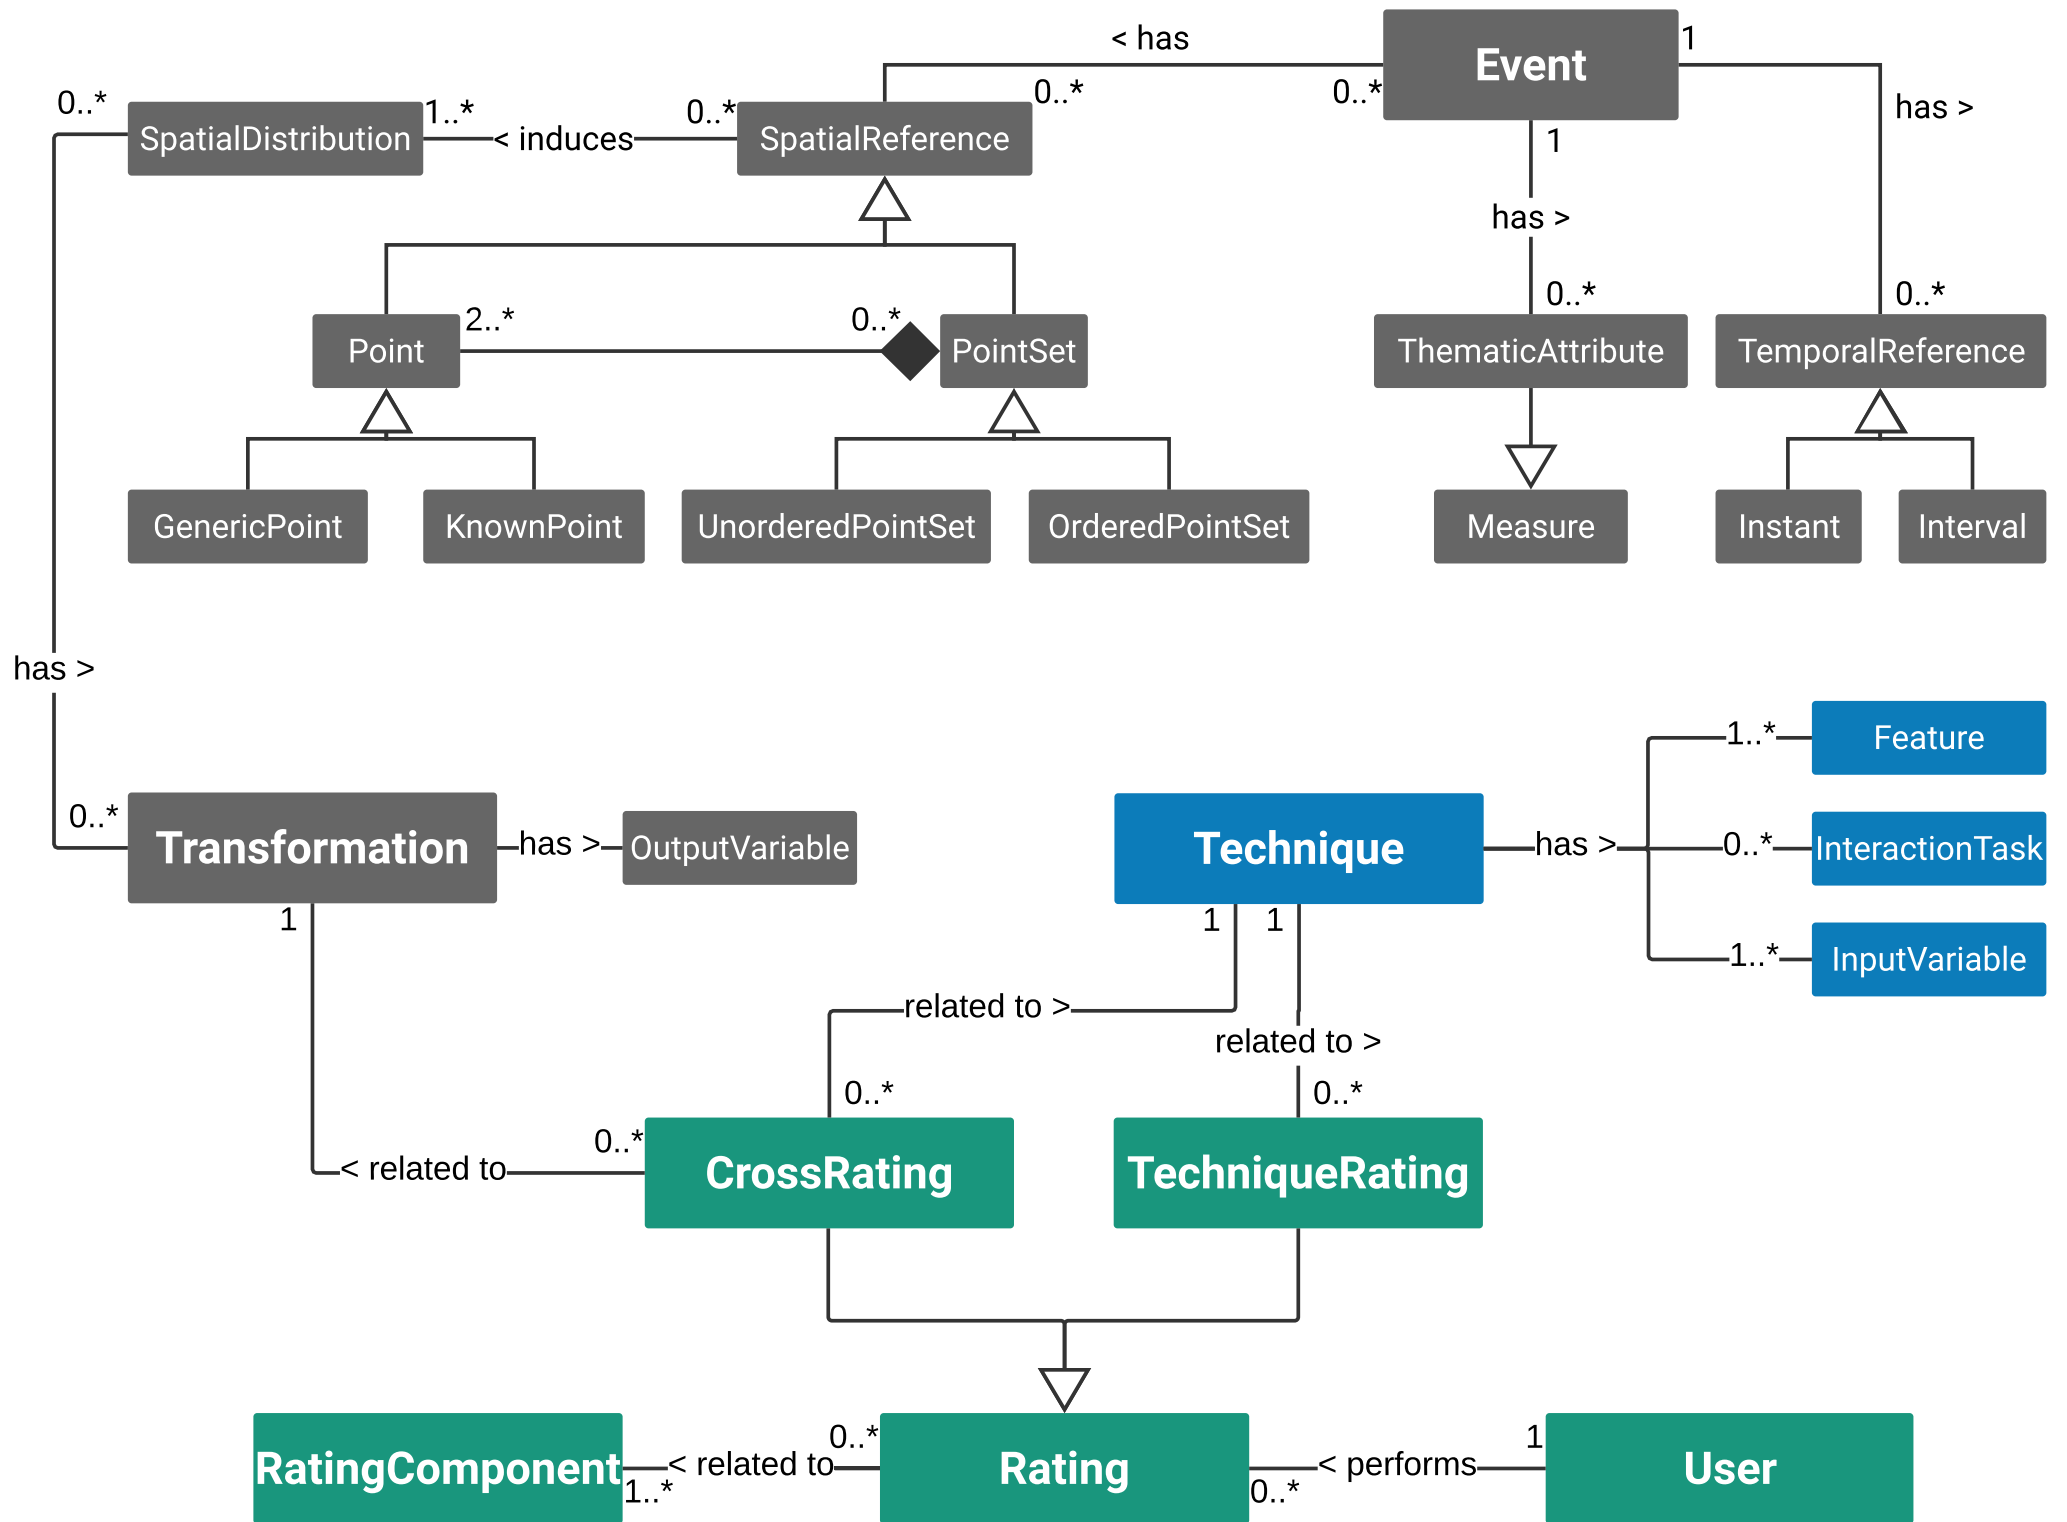 < has
Event
1
0..*
0..*
0..*
has >
SpatialDistribution
1..*
< induces
0..*
SpatialReference
1
has >
0..*
0..*
Point
2..*
0..*
PointSet
ThematicAttribute
TemporalReference
GenericPoint
KnownPoint
UnorderedPointSet
OrderedPointSet
Measure
Instant
Interval
has >
1..*
Feature
0..*
Transformation
has >
OutputVariable
Technique
has >
0..*
InteractionTask
1
1
1
1..*
InputVariable
related to >
related to >
0..*
0..*
< related to
0..*
CrossRating
TechniqueRating
RatingComponent
1..*
< related to
0..*
Rating
0..*
< performs
1
User